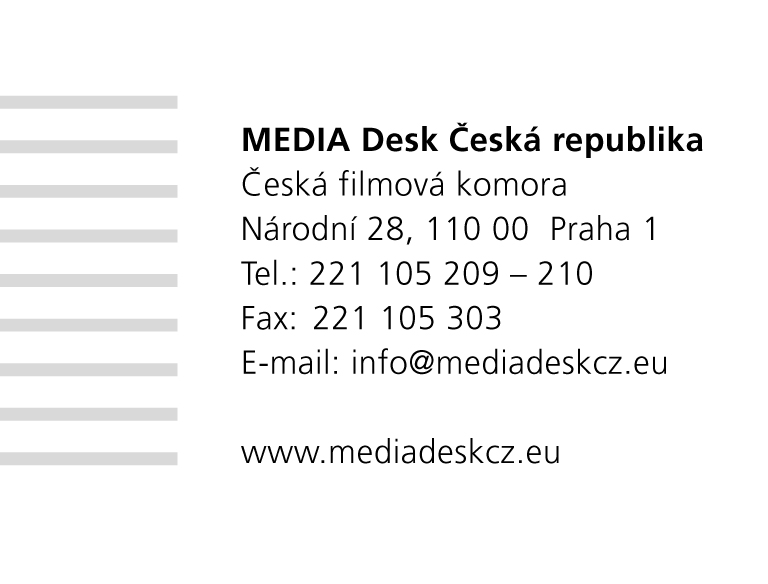 MEDIA Desk Česká republika
Česká filmová komora
Národní 28, 110 00  Praha 1
Tel.: 221 105 209 – 210
Fax:  221 105 303
E-mail: info@mediadeskcz.eu
www.mediadeskcz.eu